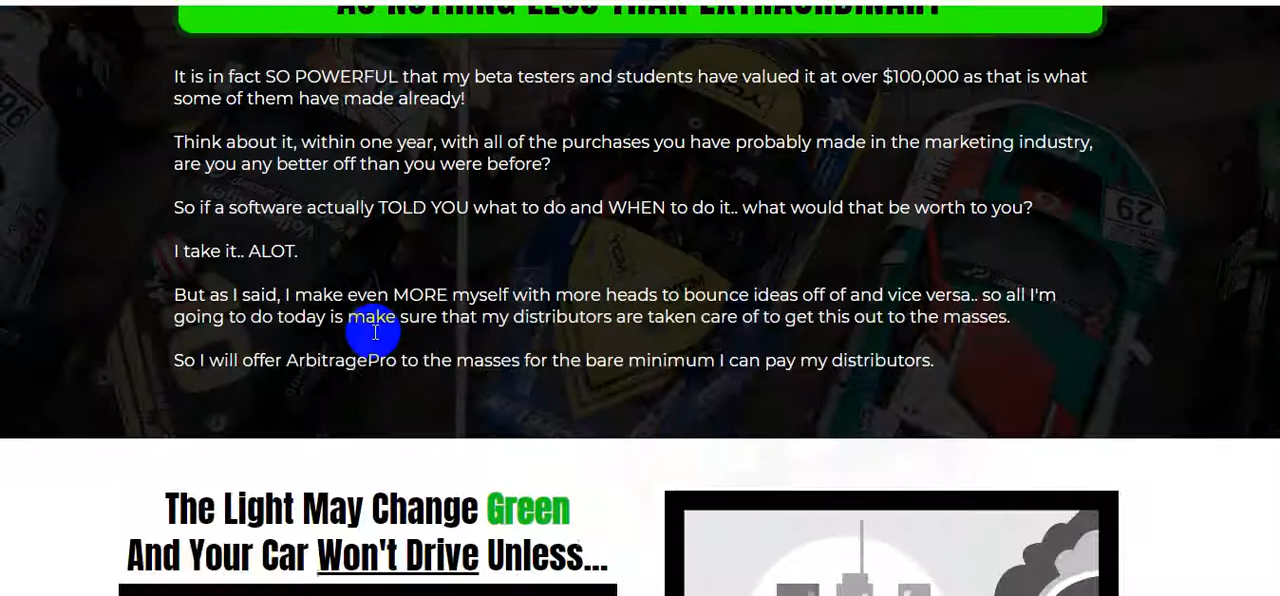 AS NOTHING LESS THAN EXTRAORDINARY
It is in fact SO POWERFUL that my beta testers and students have valued it at over $100,000 as that is what
some of them have made already!
Think about it, within one year, with all of the purchases you have probably made in the marketing industry,
are you any better off than you were before?
So if a software actually TOLD YOU what to do and WHEN to do it.. what would that be worth to you?
I take it.. ALOT.
But as I said, I make even MORE myself with more heads to bounce ideas off of and vice versa.. so all I'm
going to do today is make sure that my distributors are taken care of to get this out to the masses.
So I will offer ArbitragePro to the masses for the bare minimum I can pay my distributors.
The Light May Change Green
And Your Car Won't Drive Unless...
29